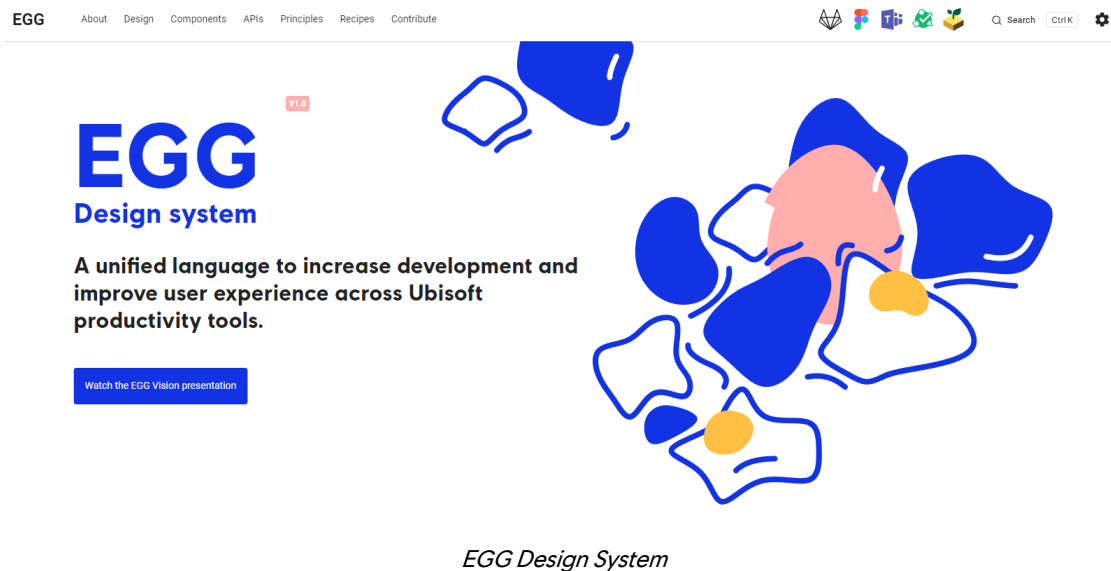 EGG About Design Components APIs Principles Recipes Contribute Search Ctrl K
V1.0
EGG
Design system
A unified language to increase development and
improve user experience across Ubisoft
productivity tools.
Watch the EGG Vision presentation
EGG Design System